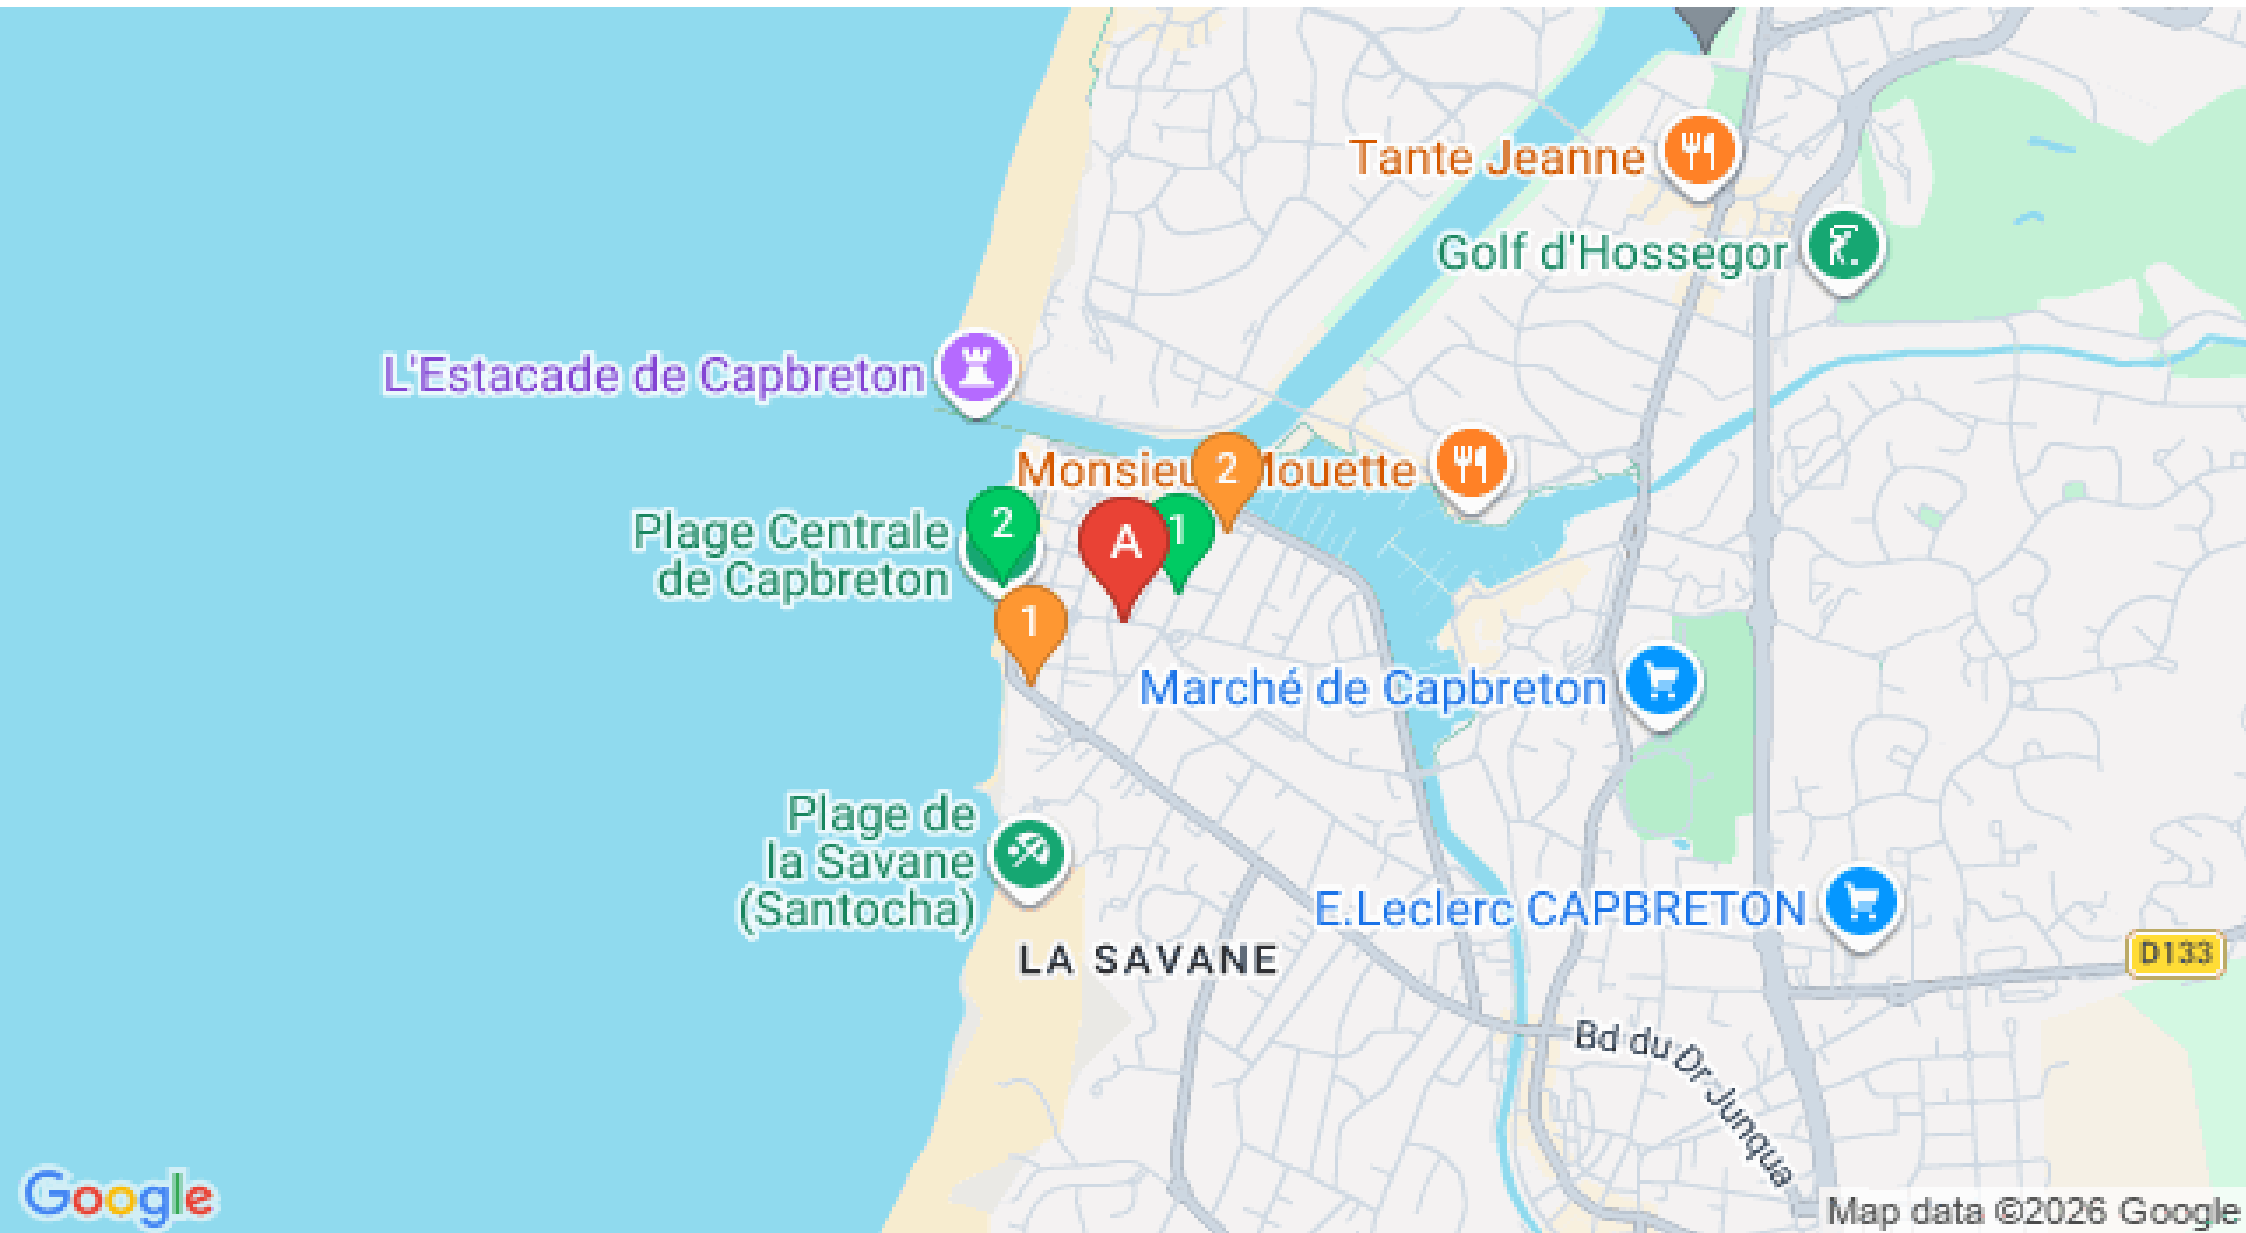 Tante Jeanne
Golf d'Hossegor
L'Estacade de Capbreton
2
Monsieu
Mouette
2
Plage Centrale
de Capbreton
A
1
1
Marché de Capbreton
Plage de
la Savane
(Santocha)
E.Leclerc CAPBRETON
LA SAVANE
D133
Bd du Dr Junqua
Google
Map data ©2026 Google